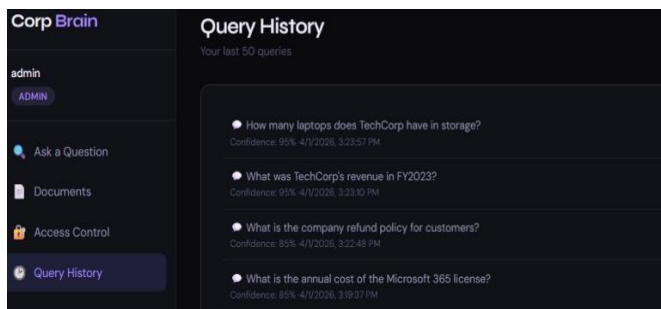 Corp Brain
admin
ADMIN
Ask a Question
Documents
Access Control
Query History
Query History
Your last 50 queries
How many laptops does TechCorp have in storage?
Confidence: 95% ·4/1/2026, 3:23:57 PM
What was TechCorp's revenue in FY2023?
Confidence: 95% ·4/1/2026, 3:23:10 PM
What is the company refund policy for customers?
Confidence: 85% ·4/1/2026, 3:22:48 PM
What is the annual cost of the Microsoft 365 license?
Confidence: 85% ·4/1/2026, 3:19:37 PM